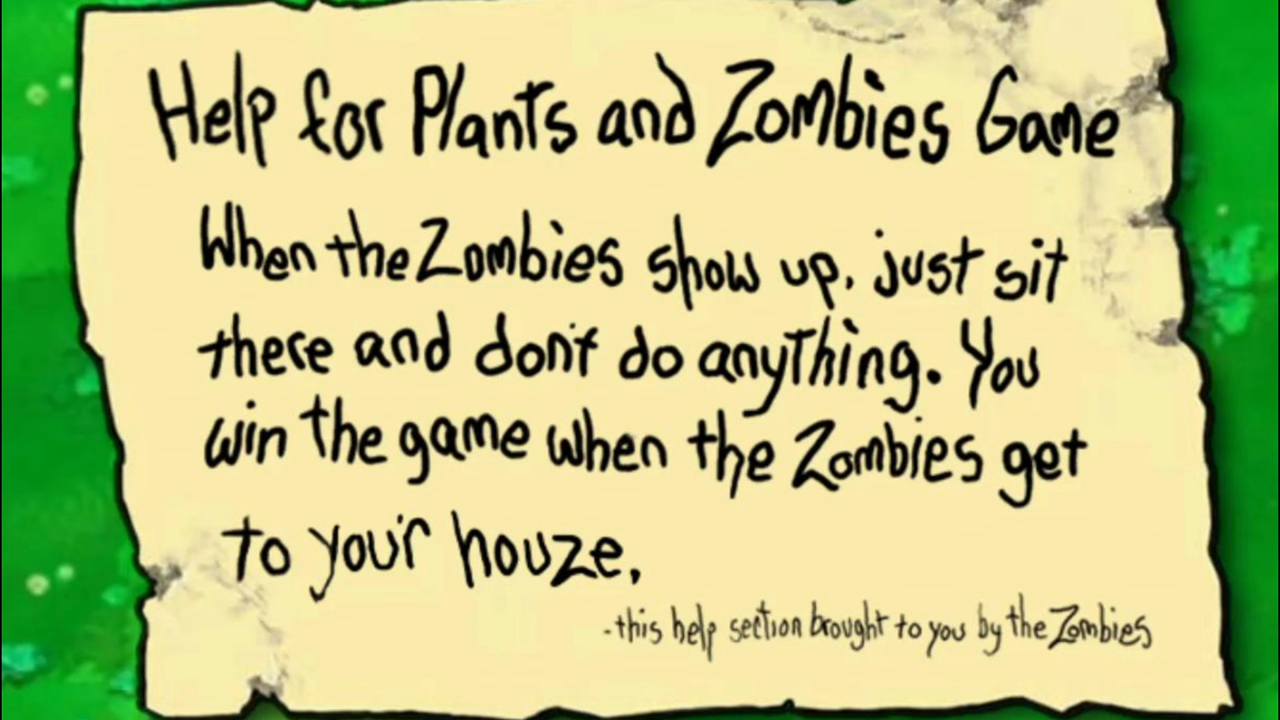 Help for Plants and Zombies Game
When the Zombies show up, just sit
there and don't do anything. You
win the game when the Zombies get
to you'r houze.
-this help section brought to you by the Zombies